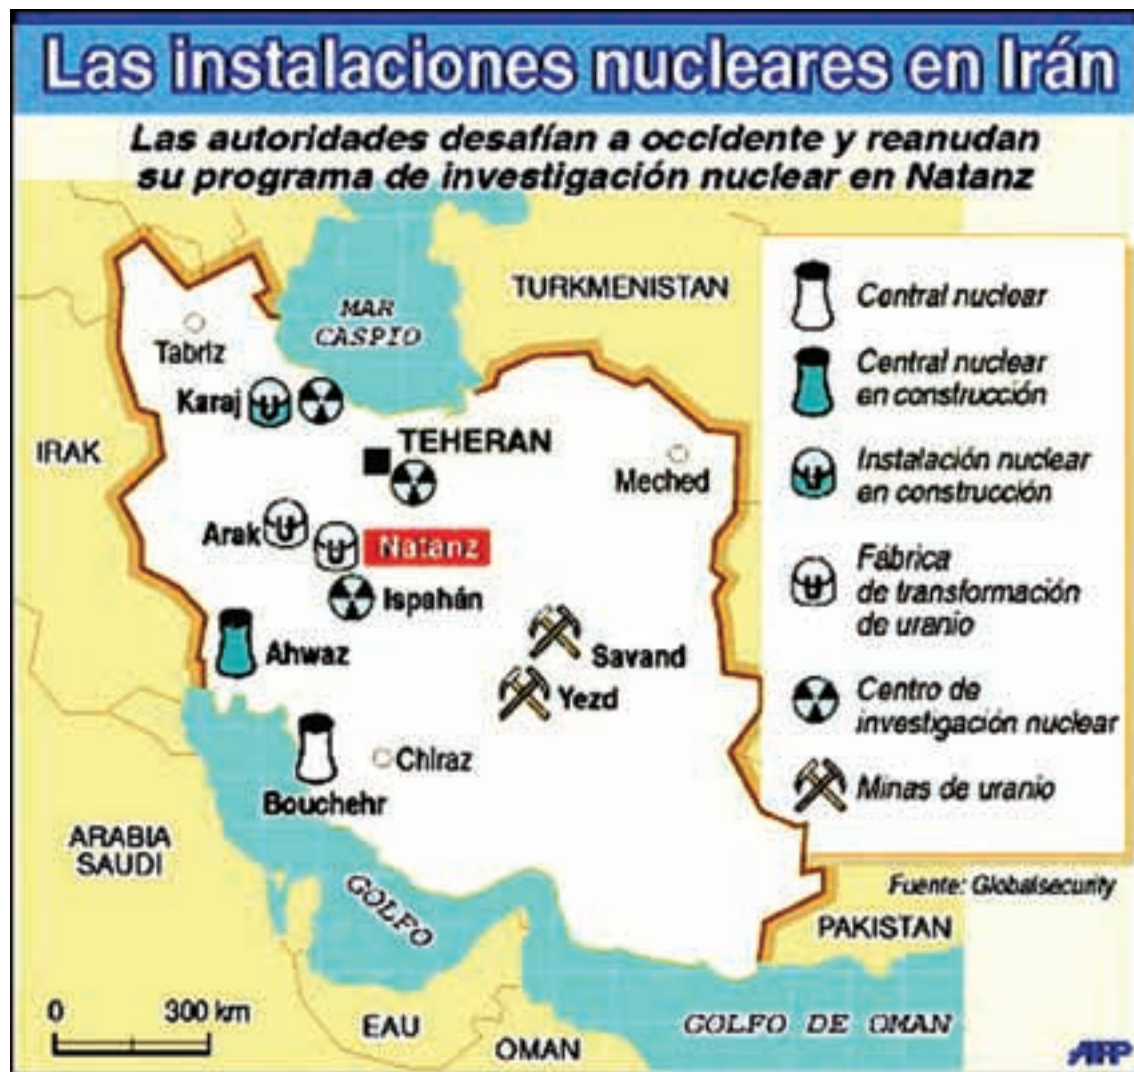 Las instalaciones nucleares en Irán
Las autoridades desafían a occidente y reanudan
su programa de investigación nuclear en Natanz
TURKMENISTAN
MAR
CASPIO
Tabriz
Karaj
TEHERAN
IRAK
Meched
Arak
Natanz
Ispahán
Ahwaz
Savand
Yezd
Chiraz
Bouchehr
ARABIA
SAUDI
GOLFO
PAKISTAN
0 300 km
EAU
OMAN
GOLFO DE OMAN
Central nuclear
Central nuclear
en construcción
Instalación nuclear
en construcción
Fábrica
de transformación
de uranio
Centro de
investigación nuclear
Minas de uranio
Fuente: Globalsecurity
AFP